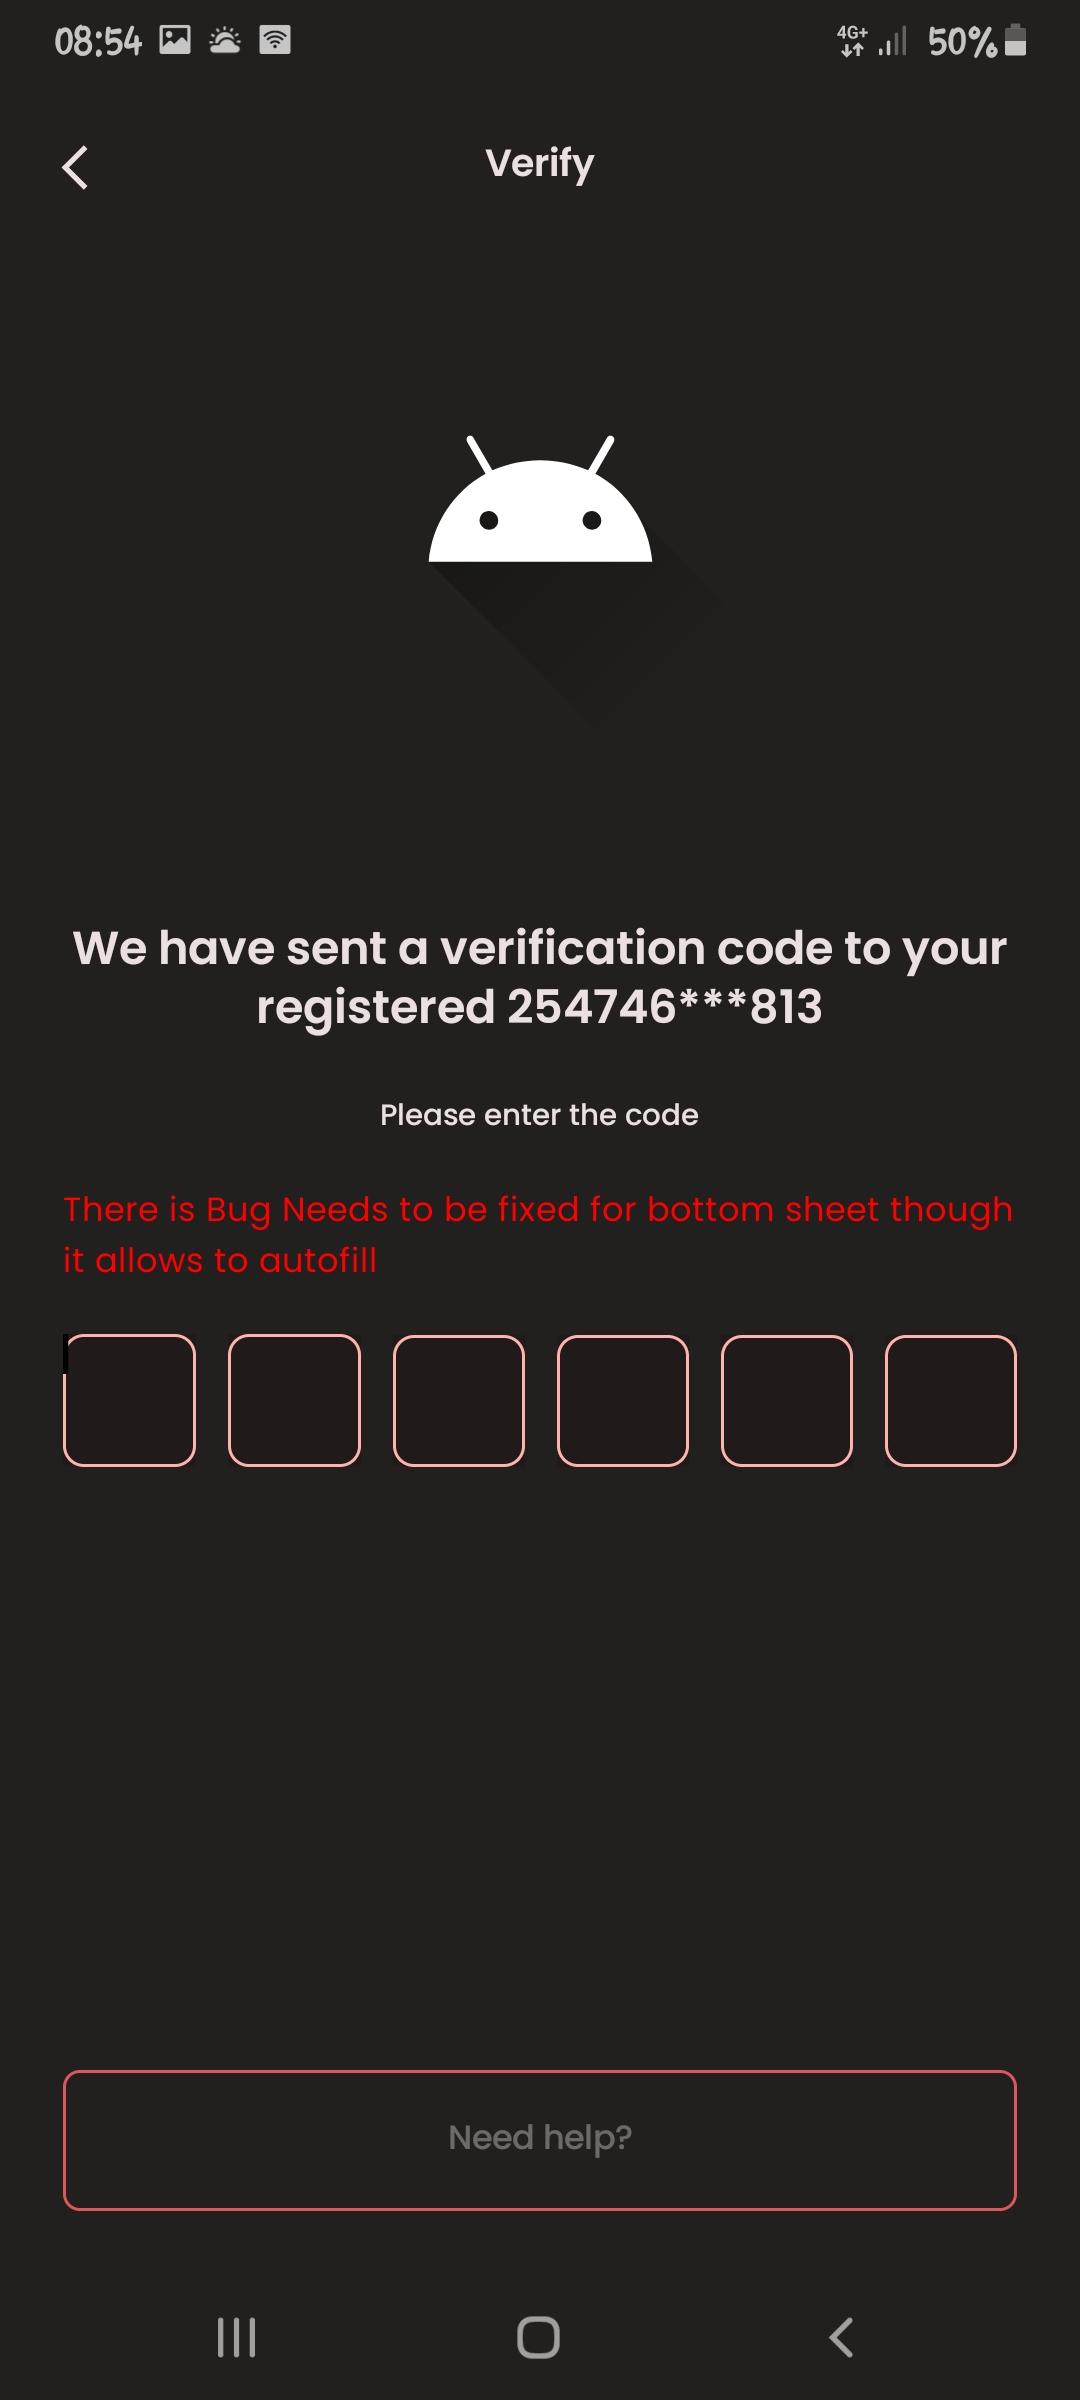 08:54
4G+
50%
Verify
We have sent a verification code to your
registered 254746***813
Please enter the code
There is Bug Needs to be fixed for bottom sheet though
it allows to autofill
Need help?